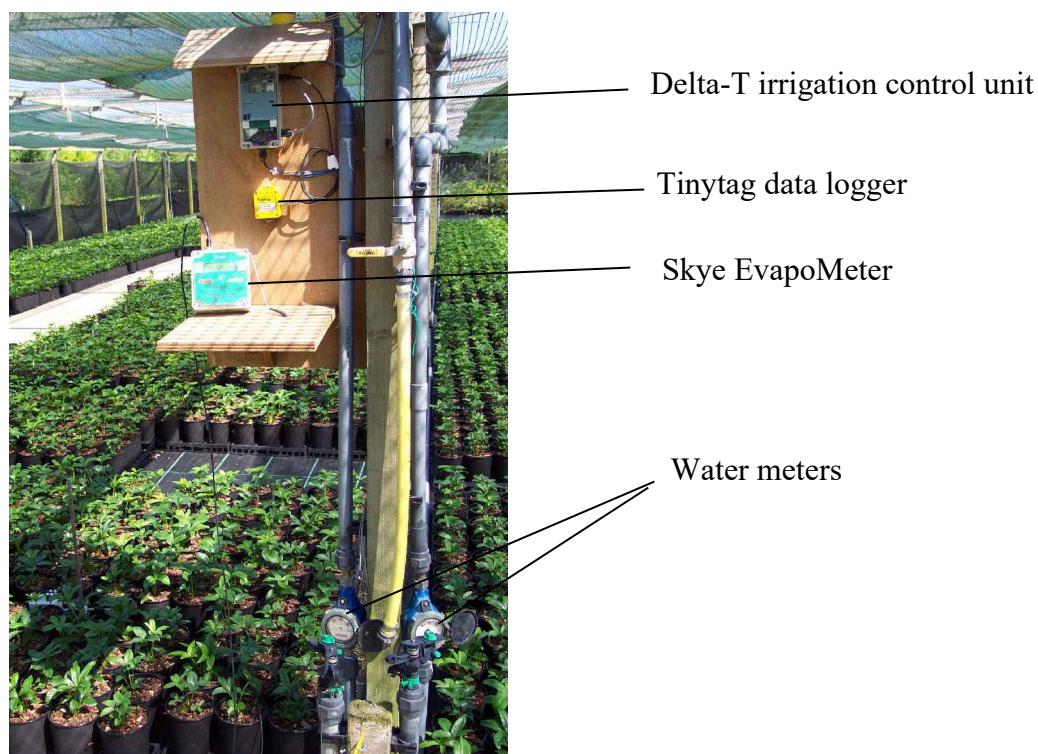 Delta-T irrigation control unit
Tinytag data logger
Skye EvapoMeter
Water meters